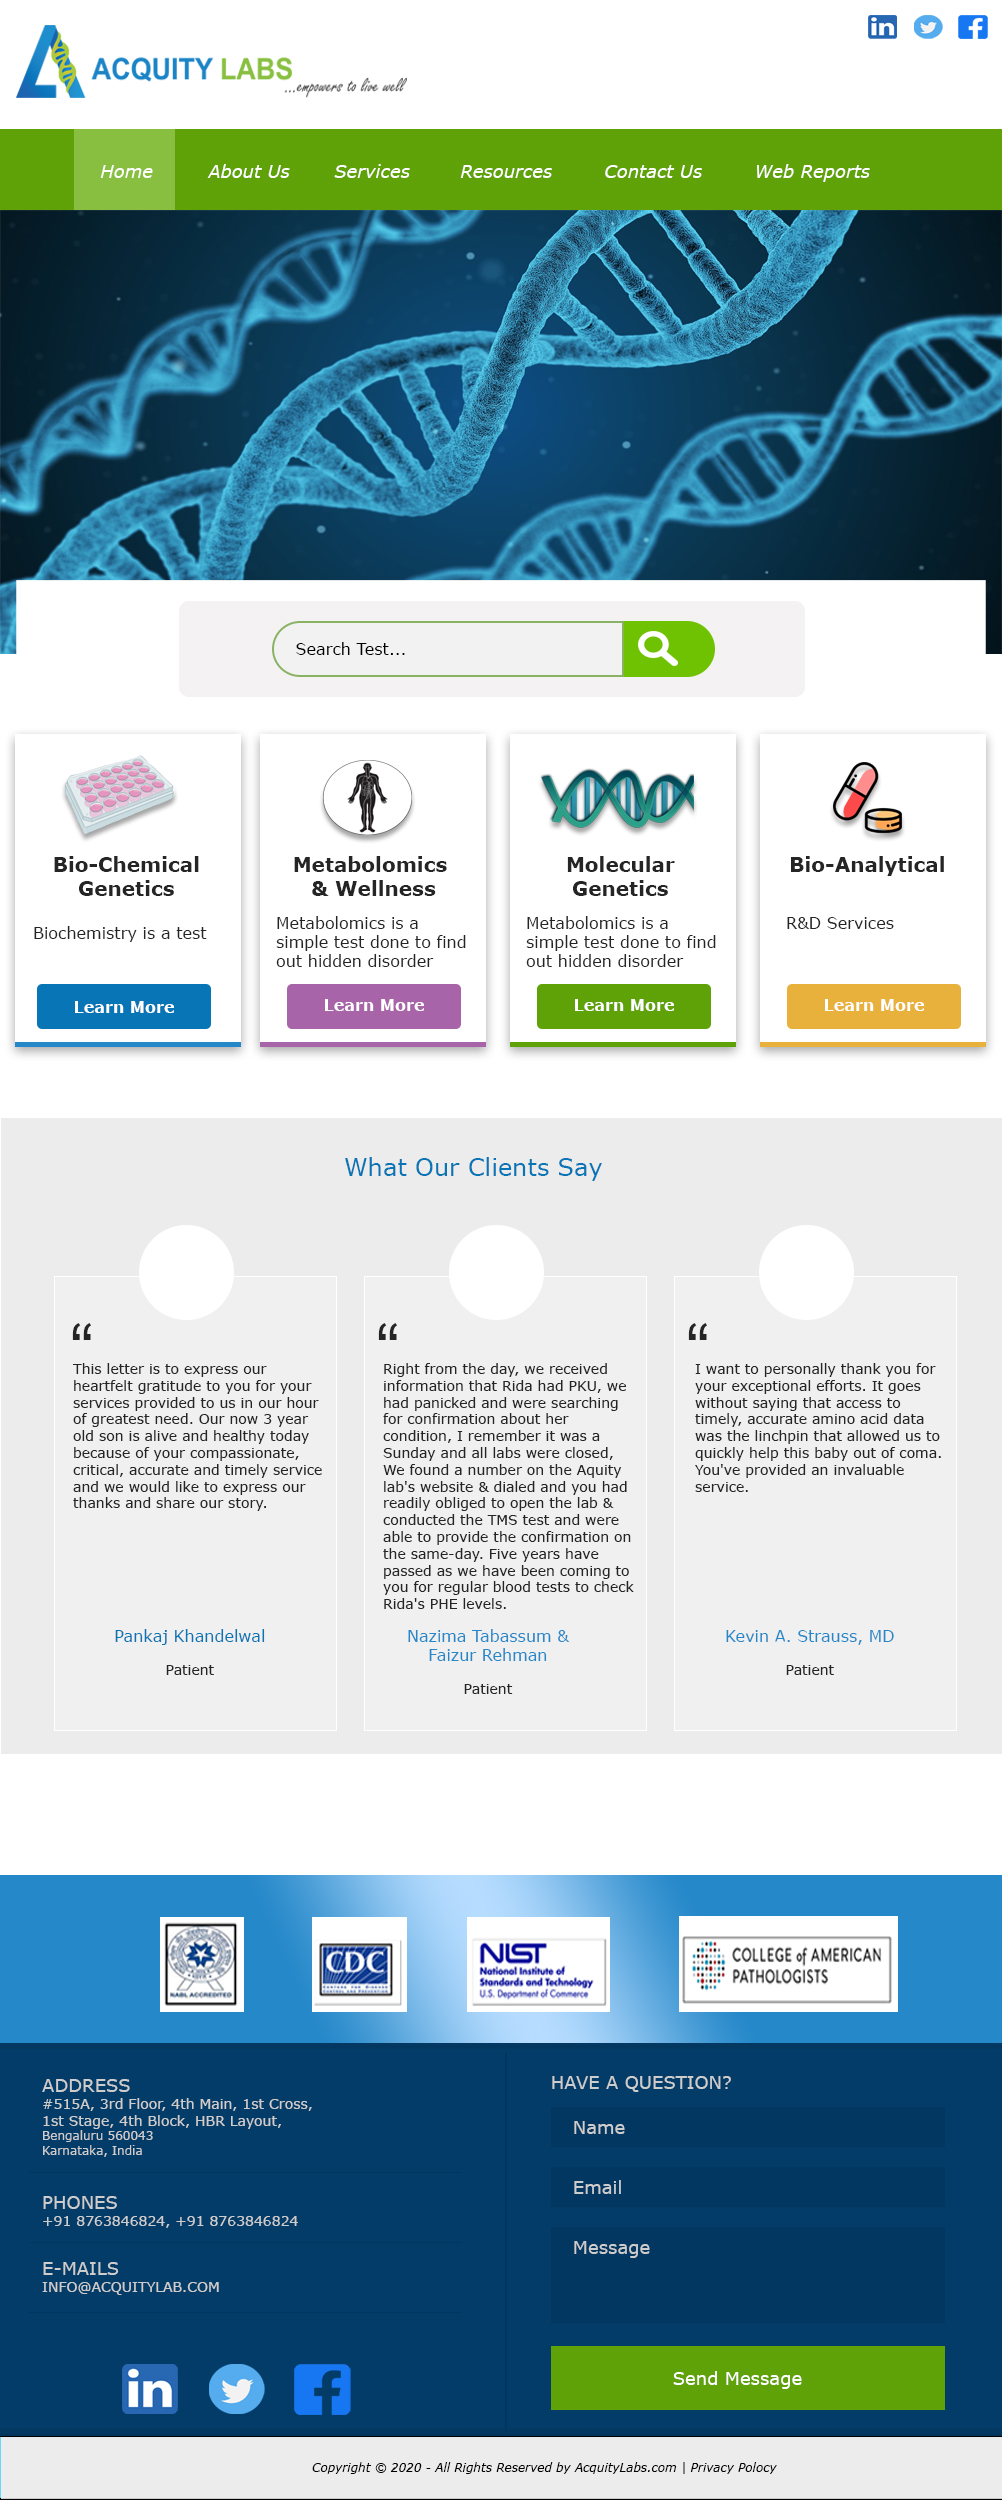 ACQUITY LABS
...empowers to live well
Home About Us Services Resources Contact Us Web Reports
Search Test...
Bio-Chemical
Genetics
Biochemistry is a test
Learn More
Metabolomics
& Wellness
Metabolomics is a
simple test done to find
out hidden disorder
Learn More
Molecular
Genetics
Metabolomics is a
simple test done to find
out hidden disorder
Learn More
Bio-Analytical
R&D Services
Learn More
What Our Clients Say
“
This letter is to express our
heartfelt gratitude to you for your
services provided to us in our hour
of greatest need. Our now 3 year
old son is alive and healthy today
because of your compassionate,
critical, accurate and timely service
and we would like to express our
thanks and share our story.
Pankaj Khandelwal
Patient
“
Right from the day, we received
information that Rida had PKU, we
had panicked and were searching
for confirmation about her
condition, I remember it was a
Sunday and all labs were closed,
We found a number on the Aquity
lab's website & dialed and you had
readily obliged to open the lab &
conducted the TMS test and were
able to provide the confirmation on
the same-day. Five years have
passed as we have been coming to
you for regular blood tests to check
Rida's PHE levels.
Nazima Tabassum &
Faizur Rehman
Patient
“
I want to personally thank you for
your exceptional efforts. It goes
without saying that access to
timely, accurate amino acid data
was the linchpin that allowed us to
quickly help this baby out of coma.
You've provided an invaluable
service.
Kevin A. Strauss, MD
Patient
NABL ACCREDITED
CDC
CENTERS FOR DISEASE
CONTROL AND PREVENTION
NIST
National Institute of
Standards and Technology
U.S. Department of Commerce
COLLEGE of AMERICAN
PATHOLOGISTS
ADDRESS
#515A, 3rd Floor, 4th Main, 1st Cross,
1st Stage, 4th Block, HBR Layout,
Bengaluru 560043
Karnataka, India
PHONES
+91 8763846824, +91 8763846824
E-MAILS
INFO@ACQUITYLAB.COM
HAVE A QUESTION?
Name
Email
Message
Send Message
Copyright © 2020 - All Rights Reserved by AcquityLabs.com | Privacy Polocy